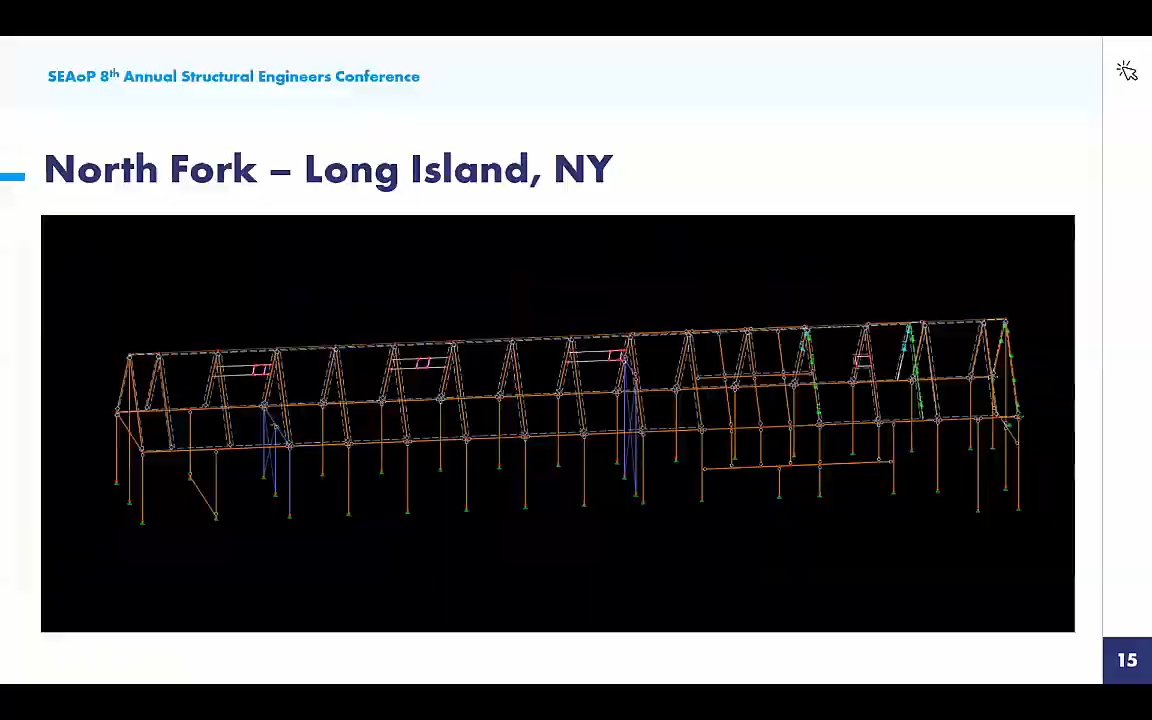 SEAoP 8th Annual Structural Engineers Conference
North Fork – Long Island, NY
15